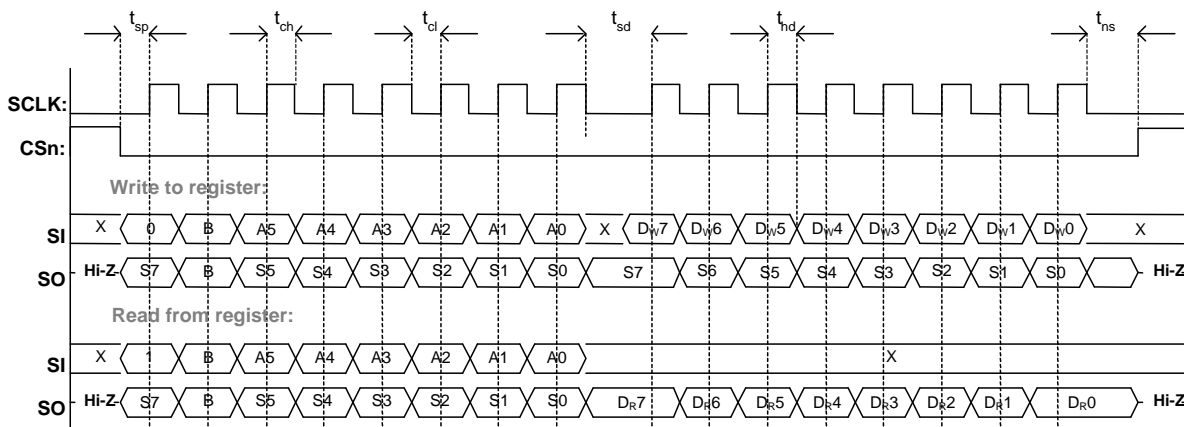 tsp tch tcl tsd thd tns
SCLK:
CSn:
Write to register:
SI X 0 B A5 A4 A3 A2 A1 A0 X DW7 DW6 DW5 DW4 DW3 DW2 DW1 DW0 X
SO Hi-Z S7 B S5 S4 S3 S2 S1 S0 S7 S6 S5 S4 S3 S2 S1 S0 Hi-Z
Read from register:
SI X 1 B A5 A4 A3 A2 A1 A0 X
SO Hi-Z S7 B S5 S4 S3 S2 S1 S0 DR7 DR6 DR5 DR4 DR3 DR2 DR1 DR0 Hi-Z